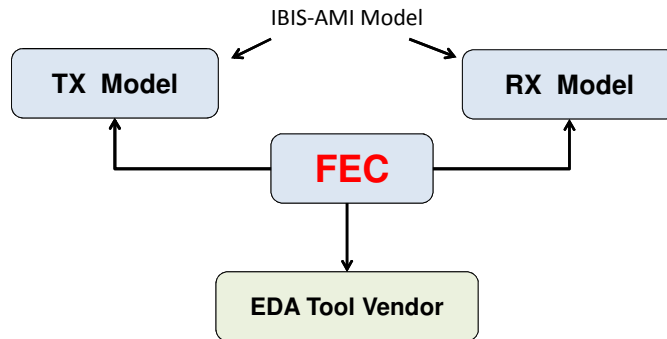 IBIS-AMI Model
TX Model
RX Model
FEC
EDA Tool Vendor